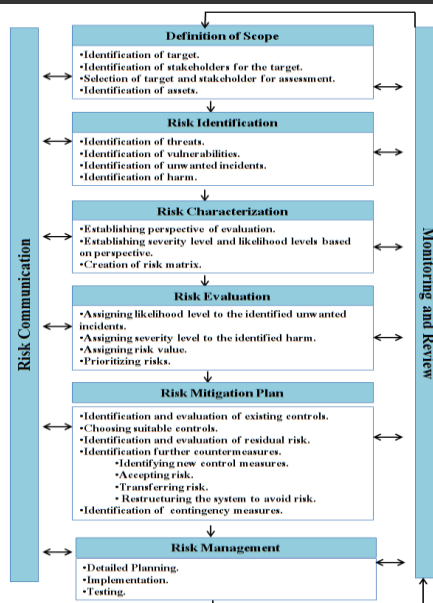 Risk Communication
Definition of Scope
•Identification of target.
•Identification of stakeholders for the target.
•Selection of target and stakeholder for assessment.
•Identification of assets.
Risk Identification
•Identification of threats.
•Identification of vulnerabilities.
•Identification of unwanted incidents.
•Identification of harm.
Risk Characterization
•Establishing perspective of evaluation.
•Establishing severity level and likelihood levels based
on perspective.
•Creation of risk matrix.
Risk Evaluation
•Assigning likelihood level to the identified unwanted
incidents.
•Assigning severity level to the identified harm.
•Assigning risk value.
•Prioritizing risks.
Risk Mitigation Plan
•Identification and evaluation of existing controls.
•Choosing suitable controls.
•Identification and evaluation of residual risk.
•Identification further countermeasures.
•Identifying new control measures.
•Accepting risk.
•Transferring risk.
• Restructuring the system to avoid risk.
•Identification of contingency measures.
Risk Management
•Detailed Planning.
•Implementation.
•Testing.
Monitoring and Review